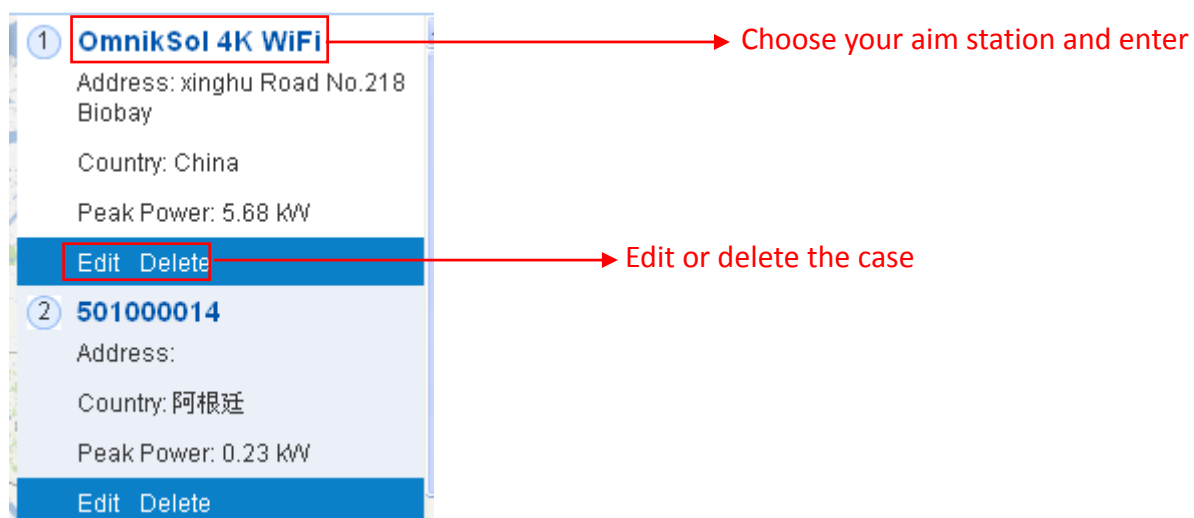 1 OmnikSol 4K WiFi
Choose your aim station and enter
Address: xinghu Road No.218
Biobay
Country: China
Peak Power: 5.68 kW
Edit Delete
Edit or delete the case
2 501000014
Address:
Country: 阿根廷
Peak Power: 0.23 kW
Edit Delete